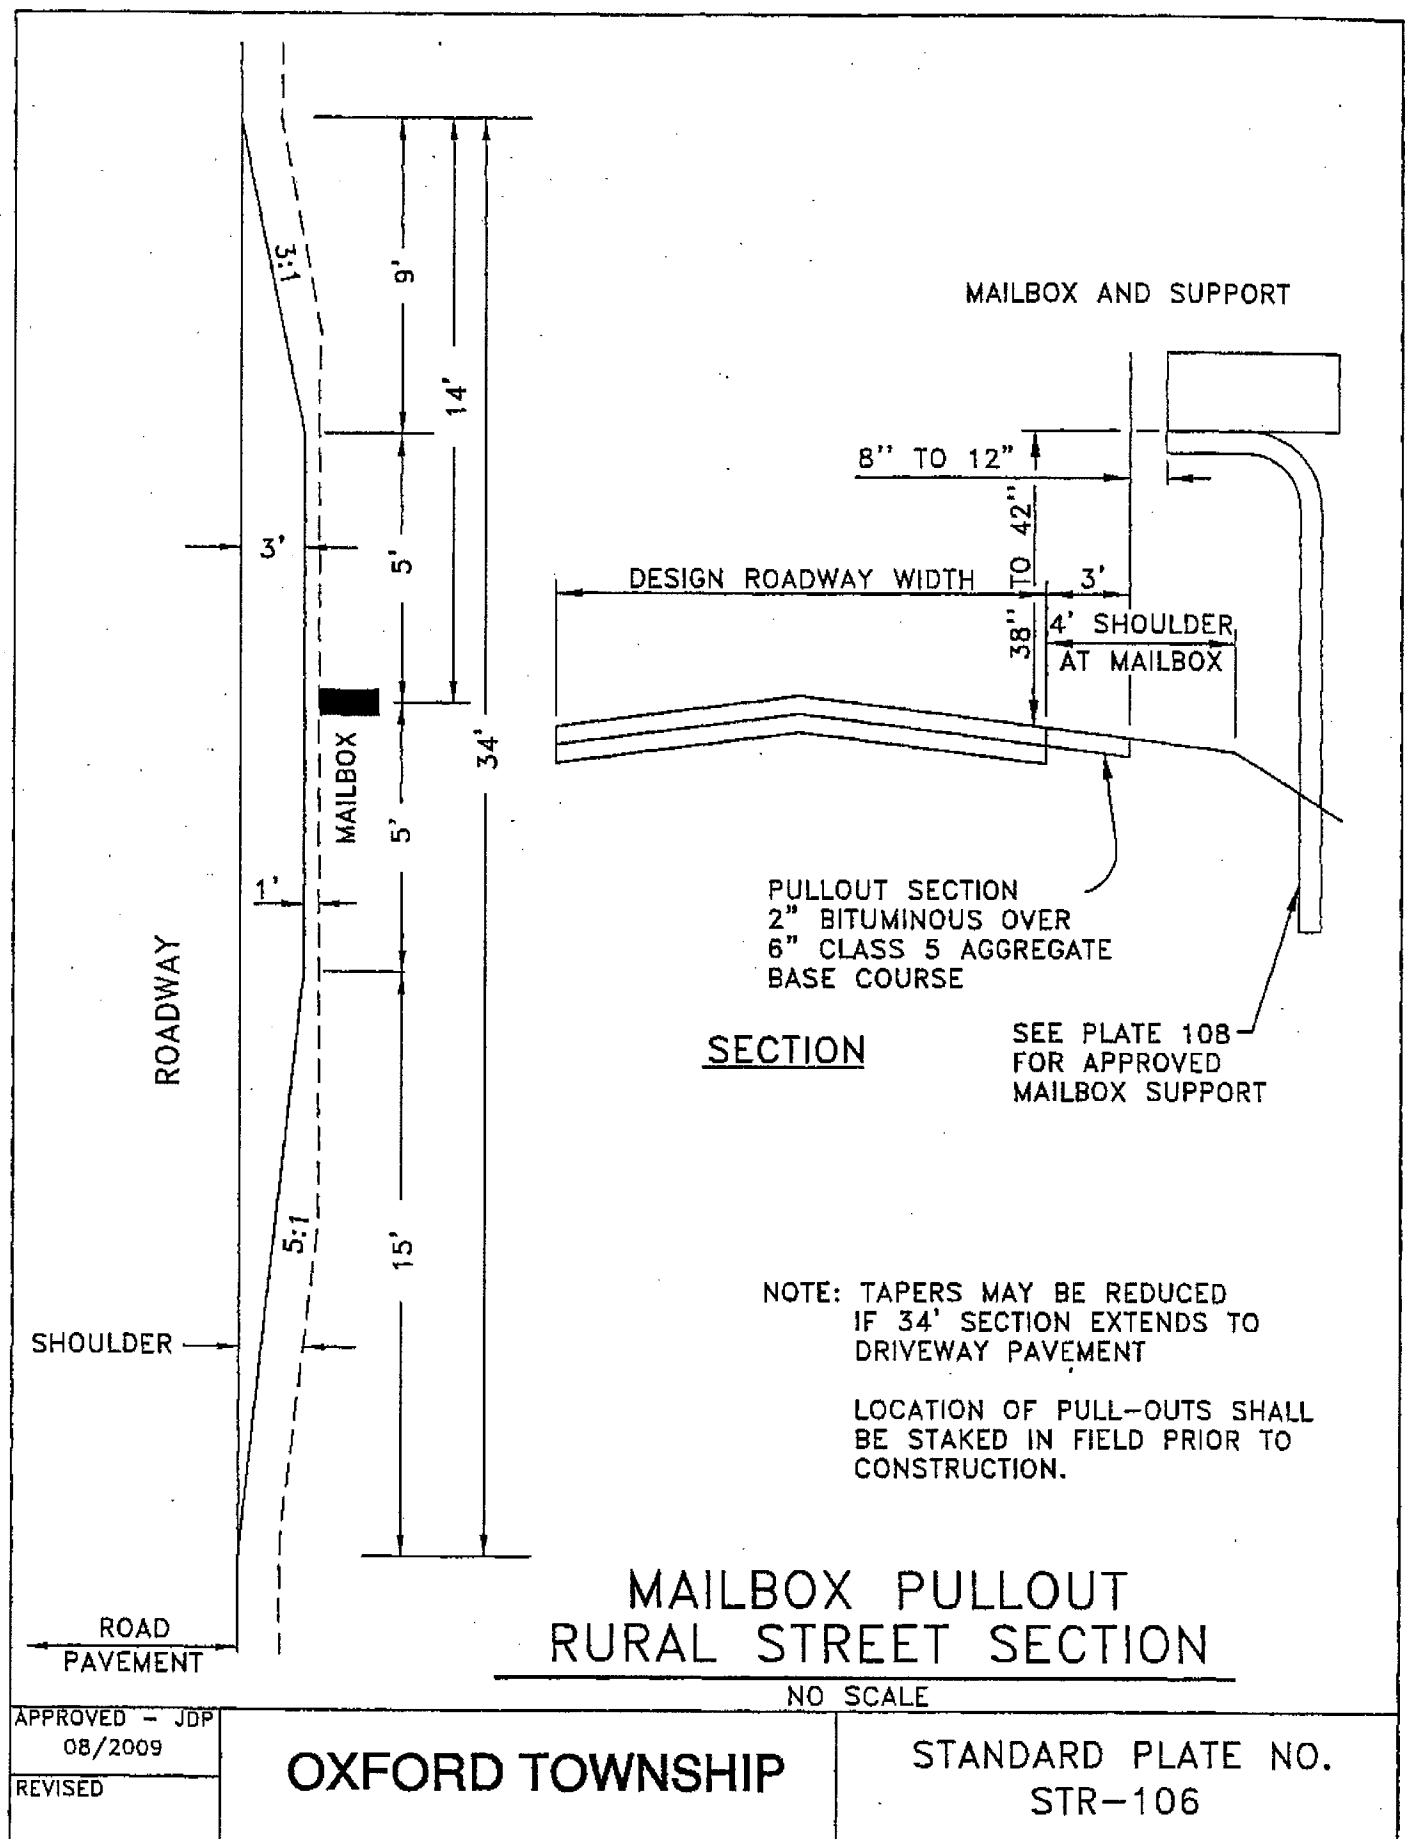 3:1
9'
14'
34'
3'
5'
MAILBOX
5'
1'
ROADWAY
5:1
15'
SHOULDER
ROAD
PAVEMENT
MAILBOX AND SUPPORT
8'' TO 12"
38'' TO 42''
DESIGN ROADWAY WIDTH
3'
4' SHOULDER
AT MAILBOX
PULLOUT SECTION
2" BITUMINOUS OVER
6" CLASS 5 AGGREGATE
BASE COURSE
SECTION
SEE PLATE 108
FOR APPROVED
MAILBOX SUPPORT
NOTE: TAPERS MAY BE REDUCED
IF 34' SECTION EXTENDS TO
DRIVEWAY PAVEMENT
LOCATION OF PULL-OUTS SHALL
BE STAKED IN FIELD PRIOR TO
CONSTRUCTION.
MAILBOX PULLOUT
RURAL STREET SECTION
NO SCALE
APPROVED - JDP
08/2009
REVISED
OXFORD TOWNSHIP
STANDARD PLATE NO.
STR-106